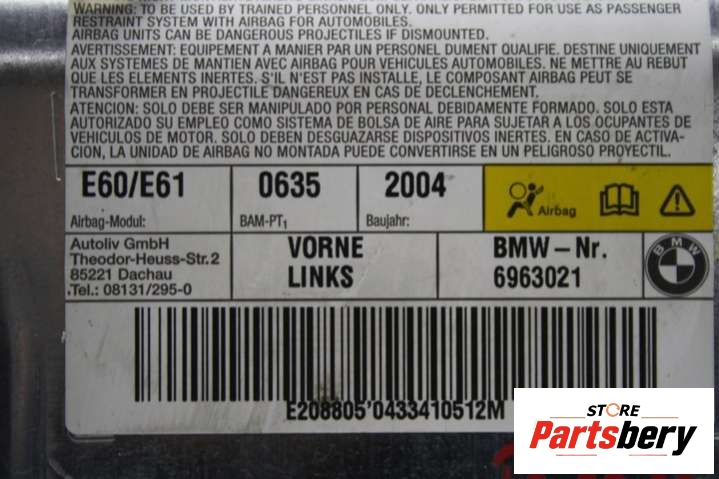 WARNING: TO BE USED BY TRAINED PERSONNEL ONLY. FOR USE AS PASSENGER
RESTRAINT SYSTEM WITH AIRBAG FOR AUTOMOBILES.
AIRBAG UNITS CAN BE DANGEROUS PROJECTILES IF DISMOUNTED.
AVERTISSEMENT: EQUIPEMENT A MANIER PAR UN PERSONEL DUMENT QUALIFIE. DESTINE UNIQUEMENT
AUX SYSTEMES DE MANTIEN AVEC AIRBAG POUR VEHICULES AUTOMOBILES. NE METTRE AU REBUT
QUE LES ELEMENTS INERTES. S'IL N'EST PAS INSTALLE, LE COMPOSANT AIRBAG PEUT SE
TRANSFORMER EN PROJECTILE DANGEREUX EN CAS DE DECLENCHEMENT.
ATENCION: SOLO DEBE SER MANIPULADO POR PERSONAL DEBIDAMENTE FORMADO. SOLO ESTA
AUTORIZADO SU EMPLEO COMO SISTEMA DE BOLSA DE AIRE PARA SUJETAR A LOS OCUPANTES DE
VEHICULOS DE MOTOR. SOLO DEBEN DESGUAZARSE DISPOSITIVOS INERTES. EN CASO DE ACTIVA-
CION, LA UNIDAD DE AIRBAG NO MONTADA PUEDE CONVERTIRSE EN UN PELIGROSO PROYECTIL.
E60/E61 0635 2004
Airbag-Modul: BAM-PT1 Baujahr: Airbag
Autoliv GmbH
Theodor-Heuss-Str.2
85221 Dachau
Tel.: 08131/295-0
VORNE
LINKS
BMW-Nr.
6963021
BMW
E208805'0433410512M
STORE
Partsbery